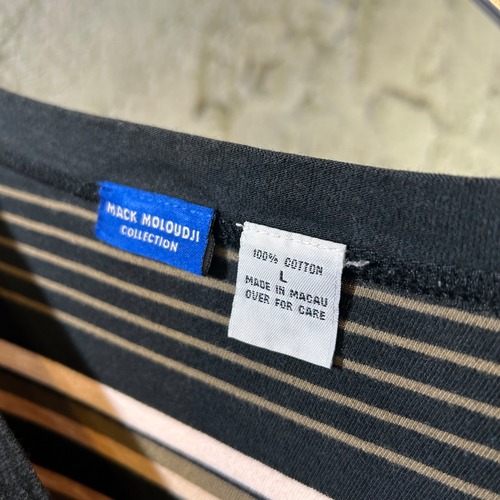 MACK MOLOUDJI
COLLECTION
100% COTTON
L
MADE IN MACAU
OVER FOR CARE